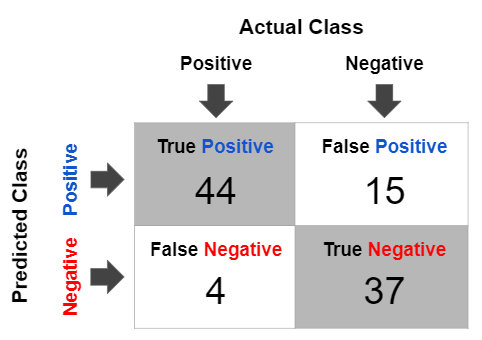 Actual Class
Positive Negative
Predicted Class
Positive
True Positive False Positive
44 15
Negative
False Negative True Negative
4 37